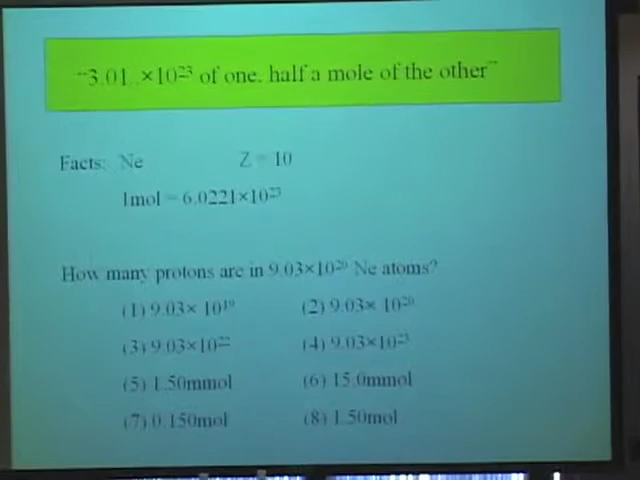 "3.01..×10²³ of one, half a mole of the other"
Facts: Ne Z = 10
1mol = 6.0221×10²³
How many protons are in 9.03×10²⁰ Ne atoms?
(1) 9.03× 10¹⁹ (2) 9.03× 10²⁰
(3) 9.03×10²² (4) 9.03×10²³
(5) 1.50mmol (6) 15.0mmol
(7) 0.150mol (8) 1.50mol